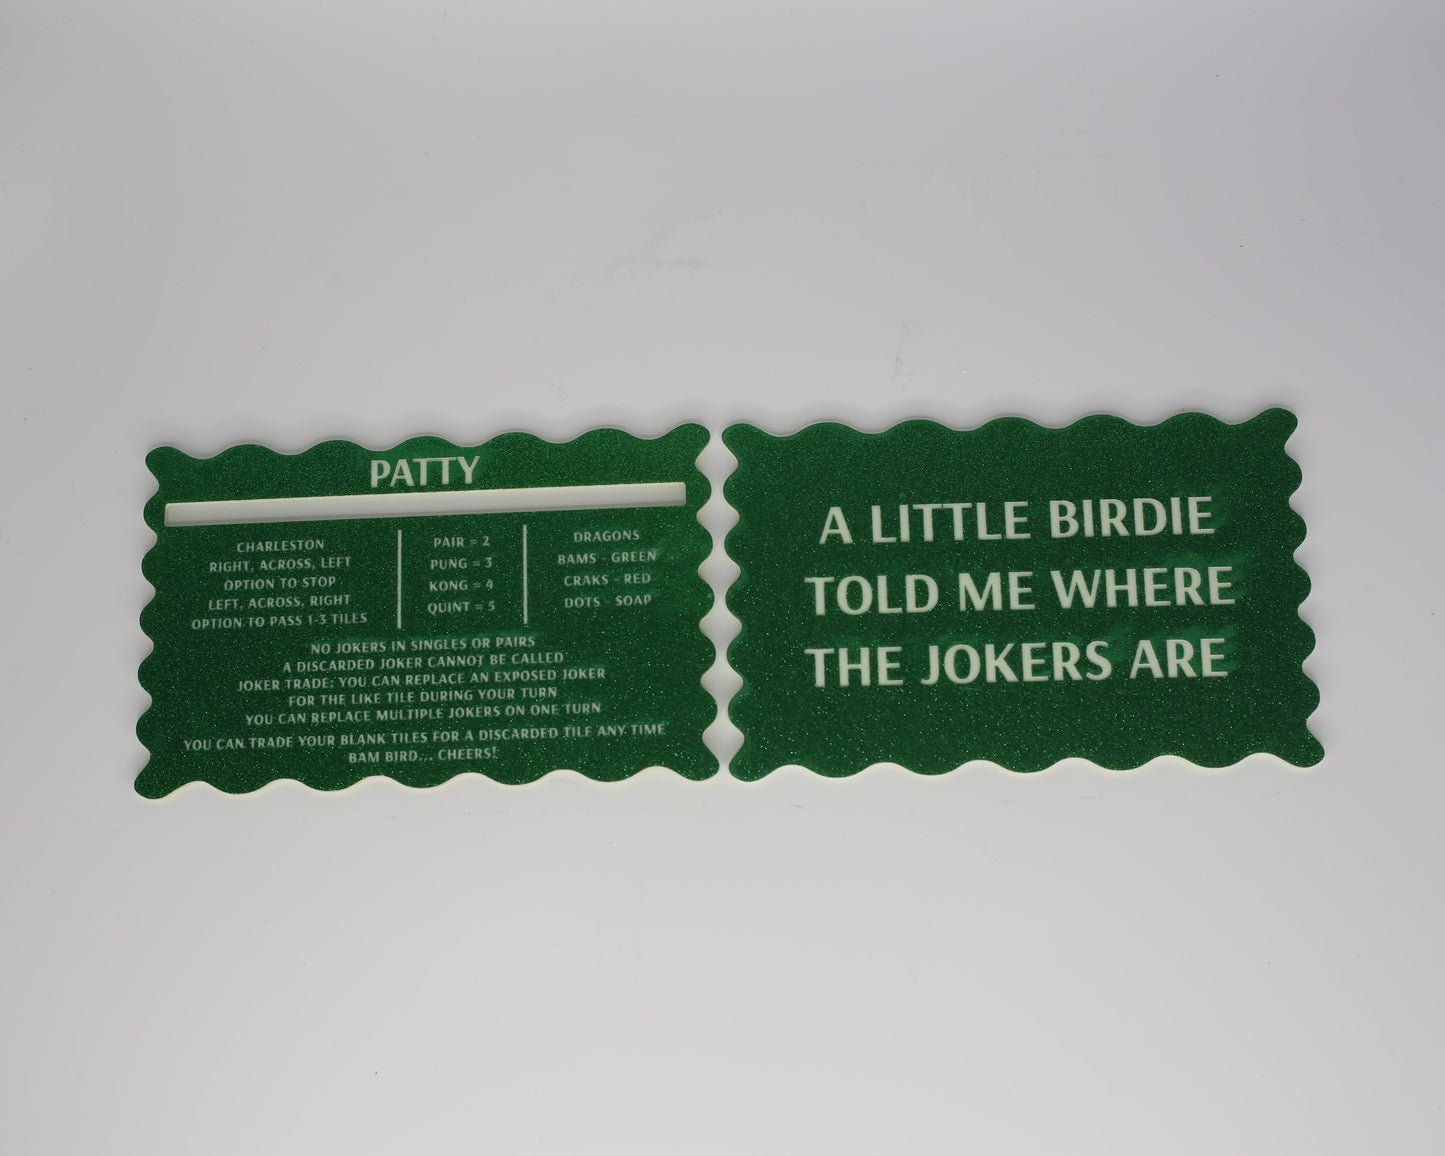 PATTY
CHARLESTON
RIGHT, ACROSS, LEFT
OPTION TO STOP
LEFT, ACROSS, RIGHT
OPTION TO PASS 1-3 TILES
PAIR = 2
PUNG = 3
KONG = 4
QUINT = 5
DRAGONS
BAMS - GREEN
CRAKS - RED
DOTS - SOAP
NO JOKERS IN SINGLES OR PAIRS
A DISCARDED JOKER CANNOT BE CALLED
JOKER TRADE: YOU CAN REPLACE AN EXPOSED JOKER
FOR THE LIKE TILE DURING YOUR TURN
YOU CAN REPLACE MULTIPLE JOKERS ON ONE TURN
YOU CAN TRADE YOUR BLANK TILES FOR A DISCARDED TILE ANY TIME
BAM BIRD... CHEERS!
A LITTLE BIRDIE
TOLD ME WHERE
THE JOKERS ARE